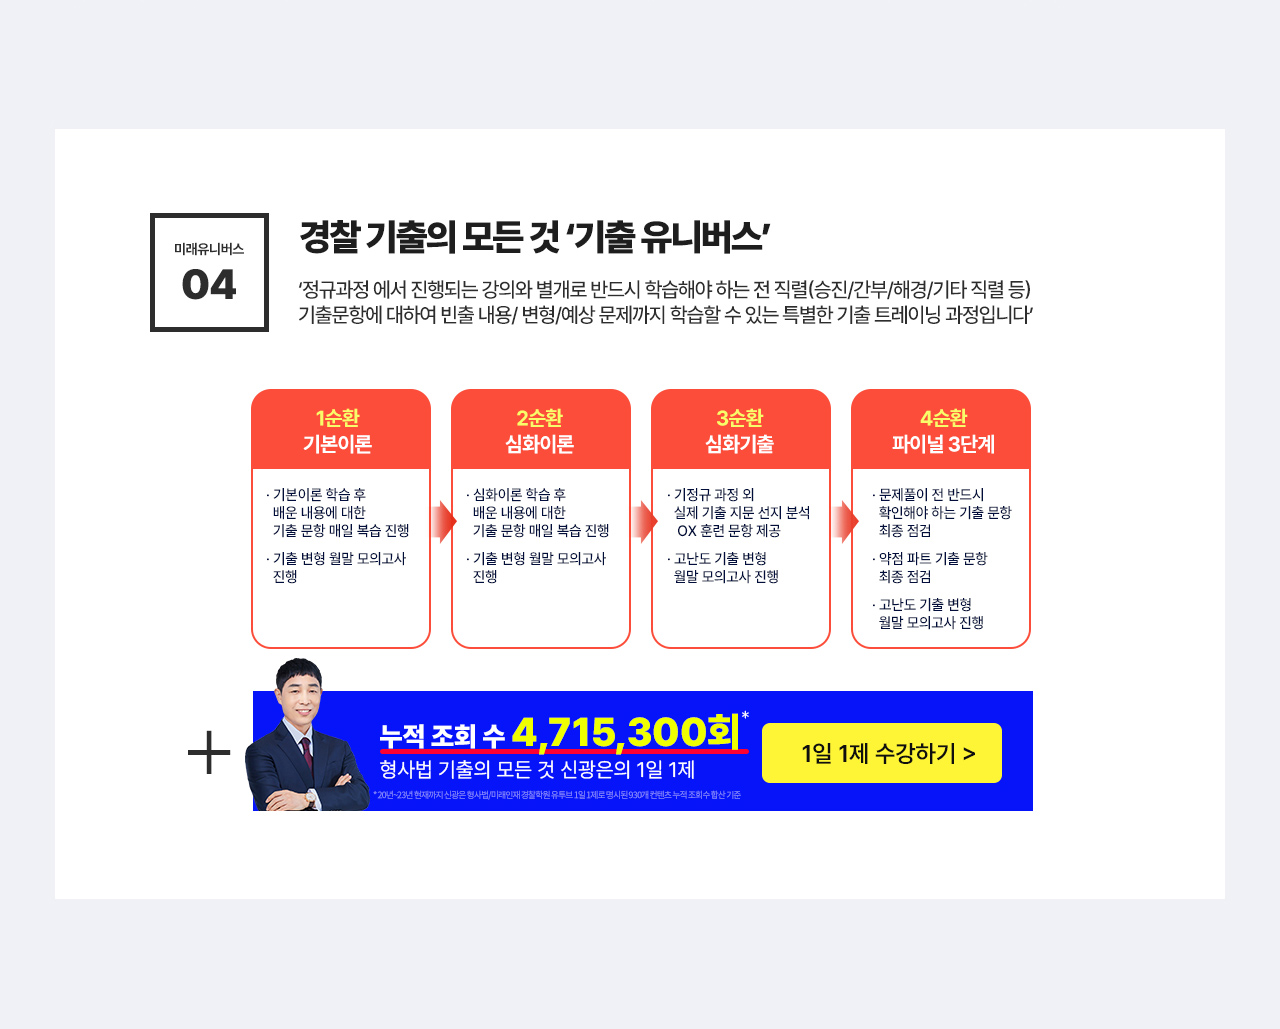 미래유니버스
04
경찰 기출의 모든 것 ‘기출 유니버스’
‘정규과정 에서 진행되는 강의와 별개로 반드시 학습해야 하는 전 직렬(승진/간부/해경/기타 직렬 등)
기출문항에 대하여 빈출 내용/ 변형/예상 문제까지 학습할 수 있는 특별한 기출 트레이닝 과정입니다’
1순환
기본이론
· 기본이론 학습 후
배운 내용에 대한
기출 문항 매일 복습 진행
· 기출 변형 월말 모의고사
진행
2순환
심화이론
· 심화이론 학습 후
배운 내용에 대한
기출 문항 매일 복습 진행
· 기출 변형 월말 모의고사
진행
3순환
심화기출
· 기정규 과정 외
실제 기출 지문 선지 분석
OX 훈련 문항 제공
· 고난도 기출 변형
월말 모의고사 진행
4순환
파이널 3단계
· 문제풀이 전 반드시
확인해야 하는 기출 문항
최종 점검
· 약점 파트 기출 문항
최종 점검
· 고난도 기출 변형
월말 모의고사 진행
+
누적 조회 수 4,715,300회*
형사법 기출의 모든 것 신광은의 1일 1제
* 20년~23년 현재까지 신광은 형사법/미래인재 경찰학원 유투브 1일 1제로 명시된 930개 컨텐츠 누적 조회수 합산 기준
1일 1제 수강하기 >